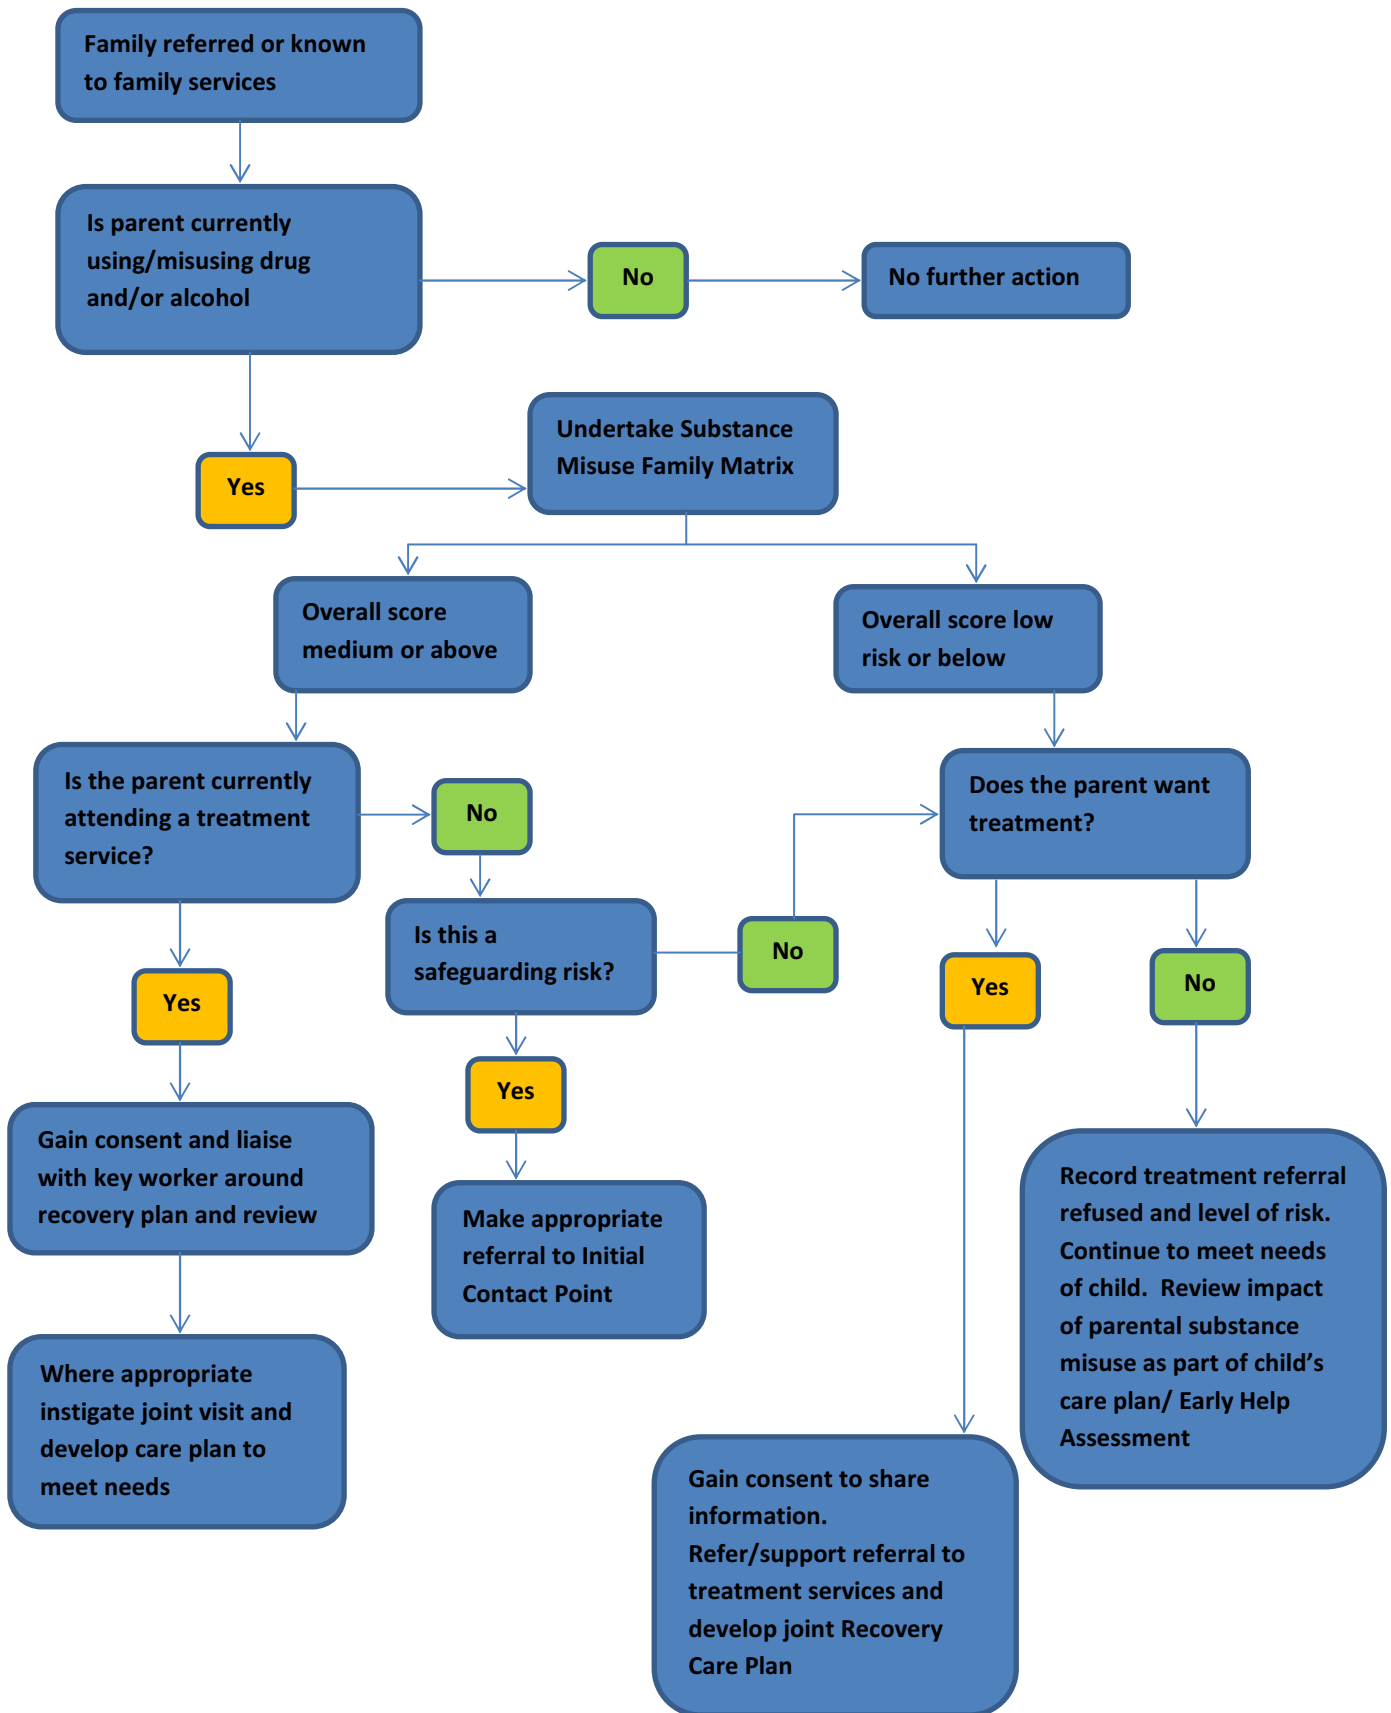 Family referred or known
to family services
Is parent currently
using/misusing drug
and/or alcohol
No
No further action
Undertake Substance
Misuse Family Matrix
Yes
Overall score
medium or above
Overall score low
risk or below
Is the parent currently
attending a treatment
service?
No
Does the parent want
treatment?
Is this a
safeguarding risk?
No
Yes
Yes
No
Yes
Gain consent and liaise
with key worker around
recovery plan and review
Make appropriate
referral to Initial
Contact Point
Record treatment referral
refused and level of risk.
Continue to meet needs
of child.  Review impact
of parental substance
misuse as part of child’s
care plan/ Early Help
Assessment
Where appropriate
instigate joint visit and
develop care plan to
meet needs
Gain consent to share
information.
Refer/support referral to
treatment services and
develop joint Recovery
Care Plan